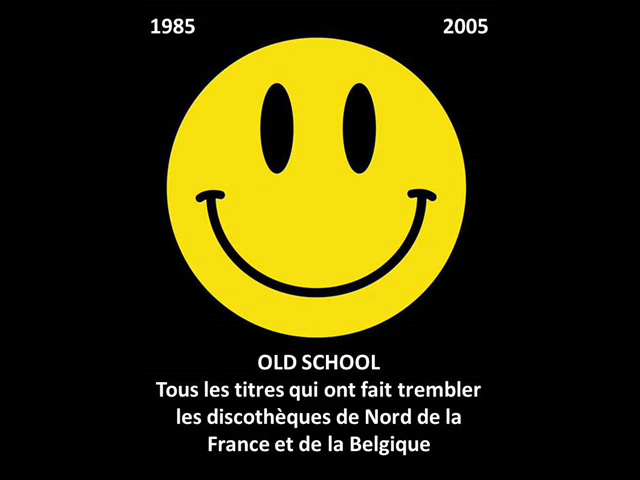 1985
2005
OLD SCHOOL
Tous les titres qui ont fait trembler
les discothèques de Nord de la
France et de la Belgique